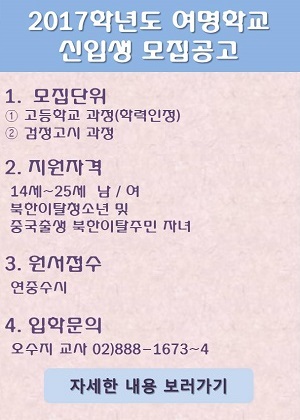 2017학년도 여명학교
신입생 모집공고
1. 모집단위
① 고등학교 과정(학력인정)
② 검정고시 과정
2. 지원자격
14세~25세 남 / 여
북한이탈청소년 및
중국출생 북한이탈주민 자녀
3. 원서접수
연중수시
4. 입학문의
오수지 교사 02)888-1673~4
자세한 내용 보러가기